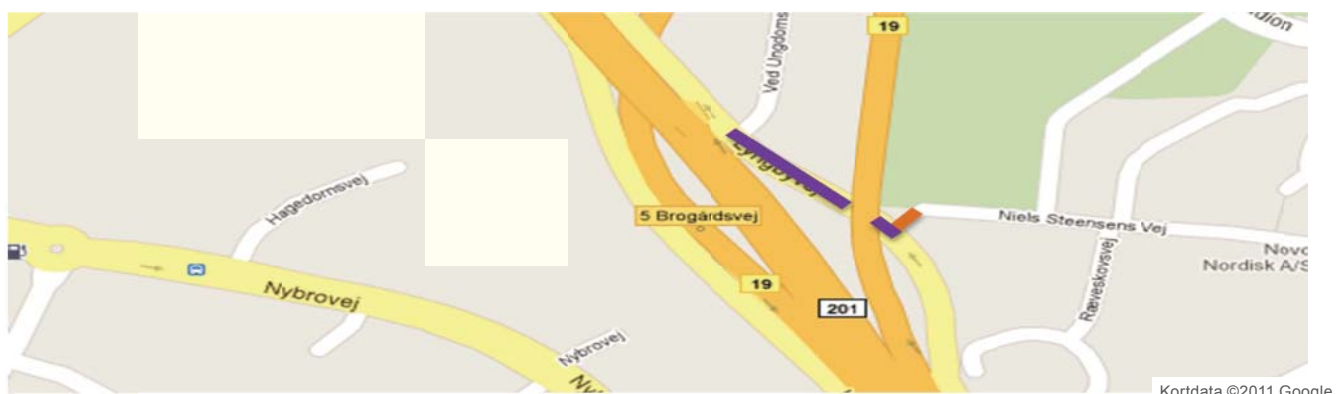 19
Ved Ungdoms
Lyngbyvej
Hagedornsvej
5 Brogårdsvej
Niels Steensens Vej
Novo
Nordisk A/S
Ræveskovsvej
19
201
Nybrovej
Nybrovej
Kortdata ©2011 Google